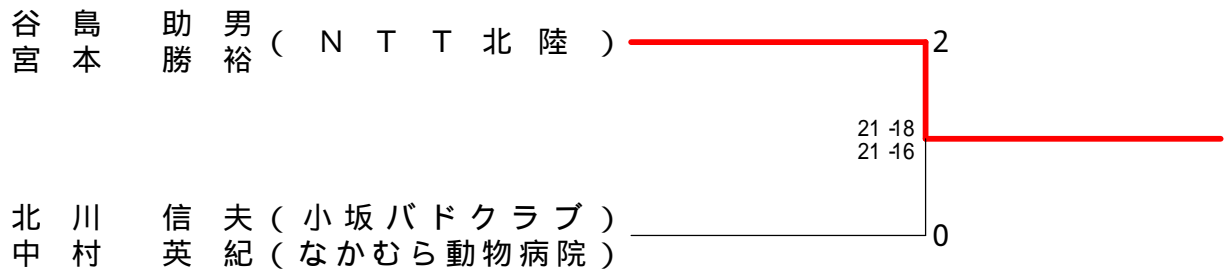 谷島 助男
宮本 勝裕
(NTT北陸)
2
21-18
21-16
北川 信夫(小坂バドクラブ)
中村 英紀(なかむら動物病院)
0